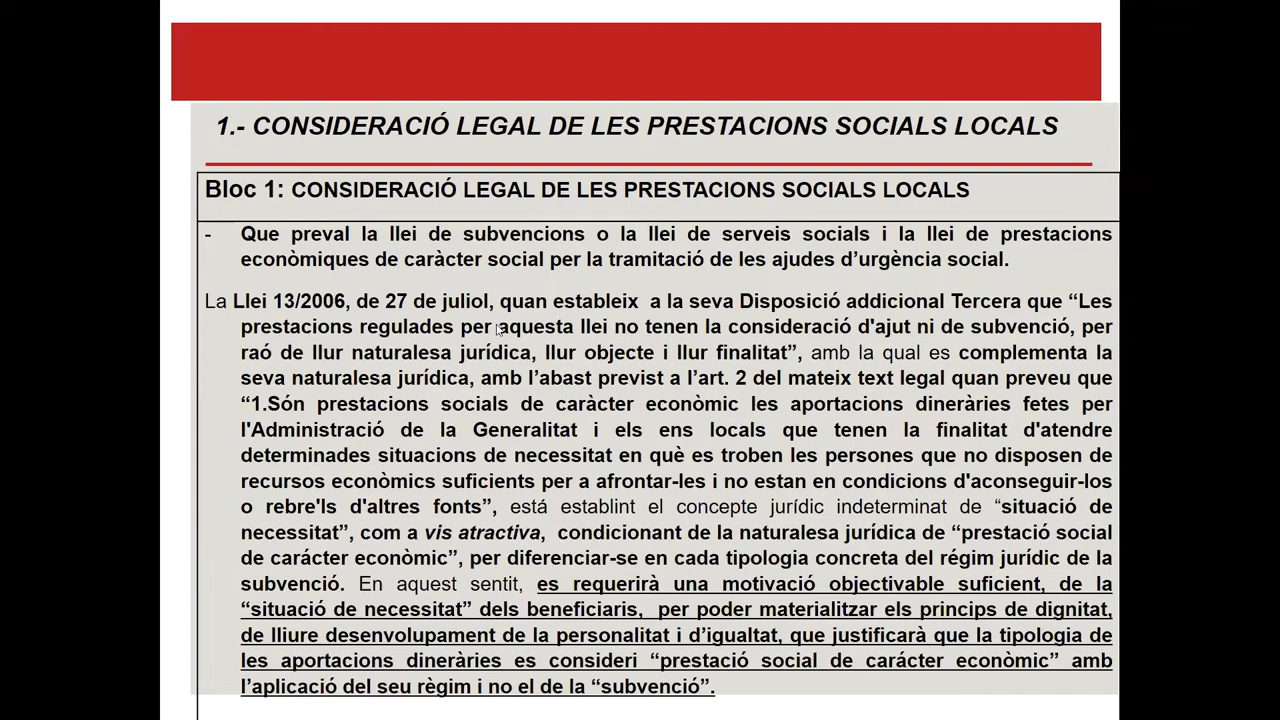 1.- CONSIDERACIÓ LEGAL DE LES PRESTACIONS SOCIALS LOCALS
Bloc 1: CONSIDERACIÓ LEGAL DE LES PRESTACIONS SOCIALS LOCALS
- Que preval la llei de subvencions o la llei de serveis socials i la llei de prestacions
econòmiques de caràcter social per la tramitació de les ajudes d’urgència social.
La Llei 13/2006, de 27 de juliol, quan estableix a la seva Disposició addicional Tercera que “Les
prestacions regulades per aquesta llei no tenen la consideració d'ajut ni de subvenció, per
raó de llur naturalesa jurídica, llur objecte i llur finalitat”, amb la qual es complementa la
seva naturalesa jurídica, amb l’abast previst a l’art. 2 del mateix text legal quan preveu que
“1.Són prestacions socials de caràcter econòmic les aportacions dineràries fetes per
l'Administració de la Generalitat i els ens locals que tenen la finalitat d'atendre
determinades situacions de necessitat en què es troben les persones que no disposen de
recursos econòmics suficients per a afrontar-les i no estan en condicions d'aconseguir-los
o rebre'ls d'altres fonts”, está establint el concepte jurídic indeterminat de “situació de
necessitat”, com a vis atractiva, condicionant de la naturalesa jurídica de “prestació social
de carácter econòmic”, per diferenciar-se en cada tipologia concreta del régim jurídic de la
subvenció. En aquest sentit, es requerirà una motivació objectivable suficient, de la
“situació de necessitat” dels beneficiaris, per poder materialitzar els principis de dignitat,
de lliure desenvolupament de la personalitat i d’igualtat, que justificarà que la tipologia de
les aportacions dineràries es consideri “prestació social de carácter econòmic” amb
l’aplicació del seu règim i no el de la “subvenció”.